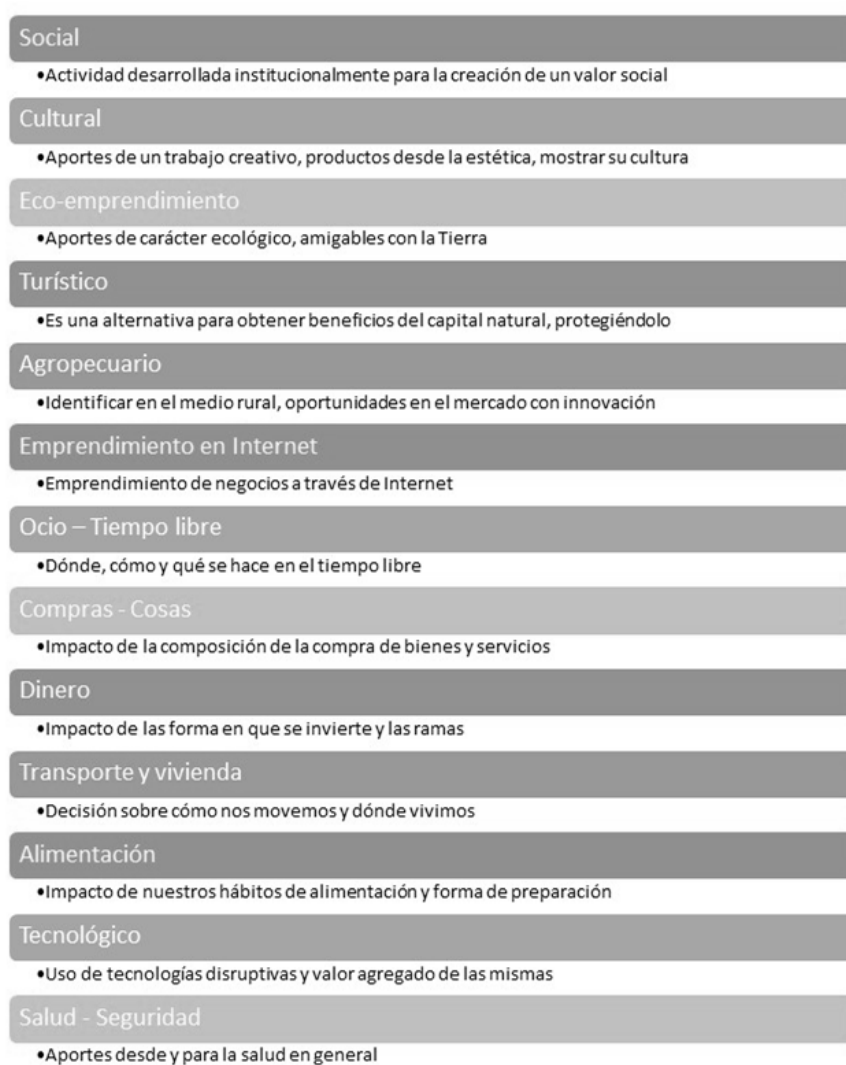 Social
•Actividad desarrollada institucionalmente para la creación de un valor social
Cultural
•Aportes de un trabajo creativo, productos desde la estética, mostrar su cultura
Eco-emprendimiento
•Aportes de carácter ecológico, amigables con la Tierra
Turístico
•Es una alternativa para obtener beneficios del capital natural, protegiéndolo
Agropecuario
•Identificar en el medio rural, oportunidades en el mercado con innovación
Emprendimiento en Internet
•Emprendimiento de negocios a través de Internet
Ocio – Tiempo libre
•Dónde, cómo y qué se hace en el tiempo libre
Compras - Cosas
•Impacto de la composición de la compra de bienes y servicios
Dinero
•Impacto de las forma en que se invierte y las ramas
Transporte y vivienda
•Decisión sobre cómo nos movemos y dónde vivimos
Alimentación
•Impacto de nuestros hábitos de alimentación y forma de preparación
Tecnológico
•Uso de tecnologías disruptivas y valor agregado de las mismas
Salud - Seguridad
•Aportes desde y para la salud en general